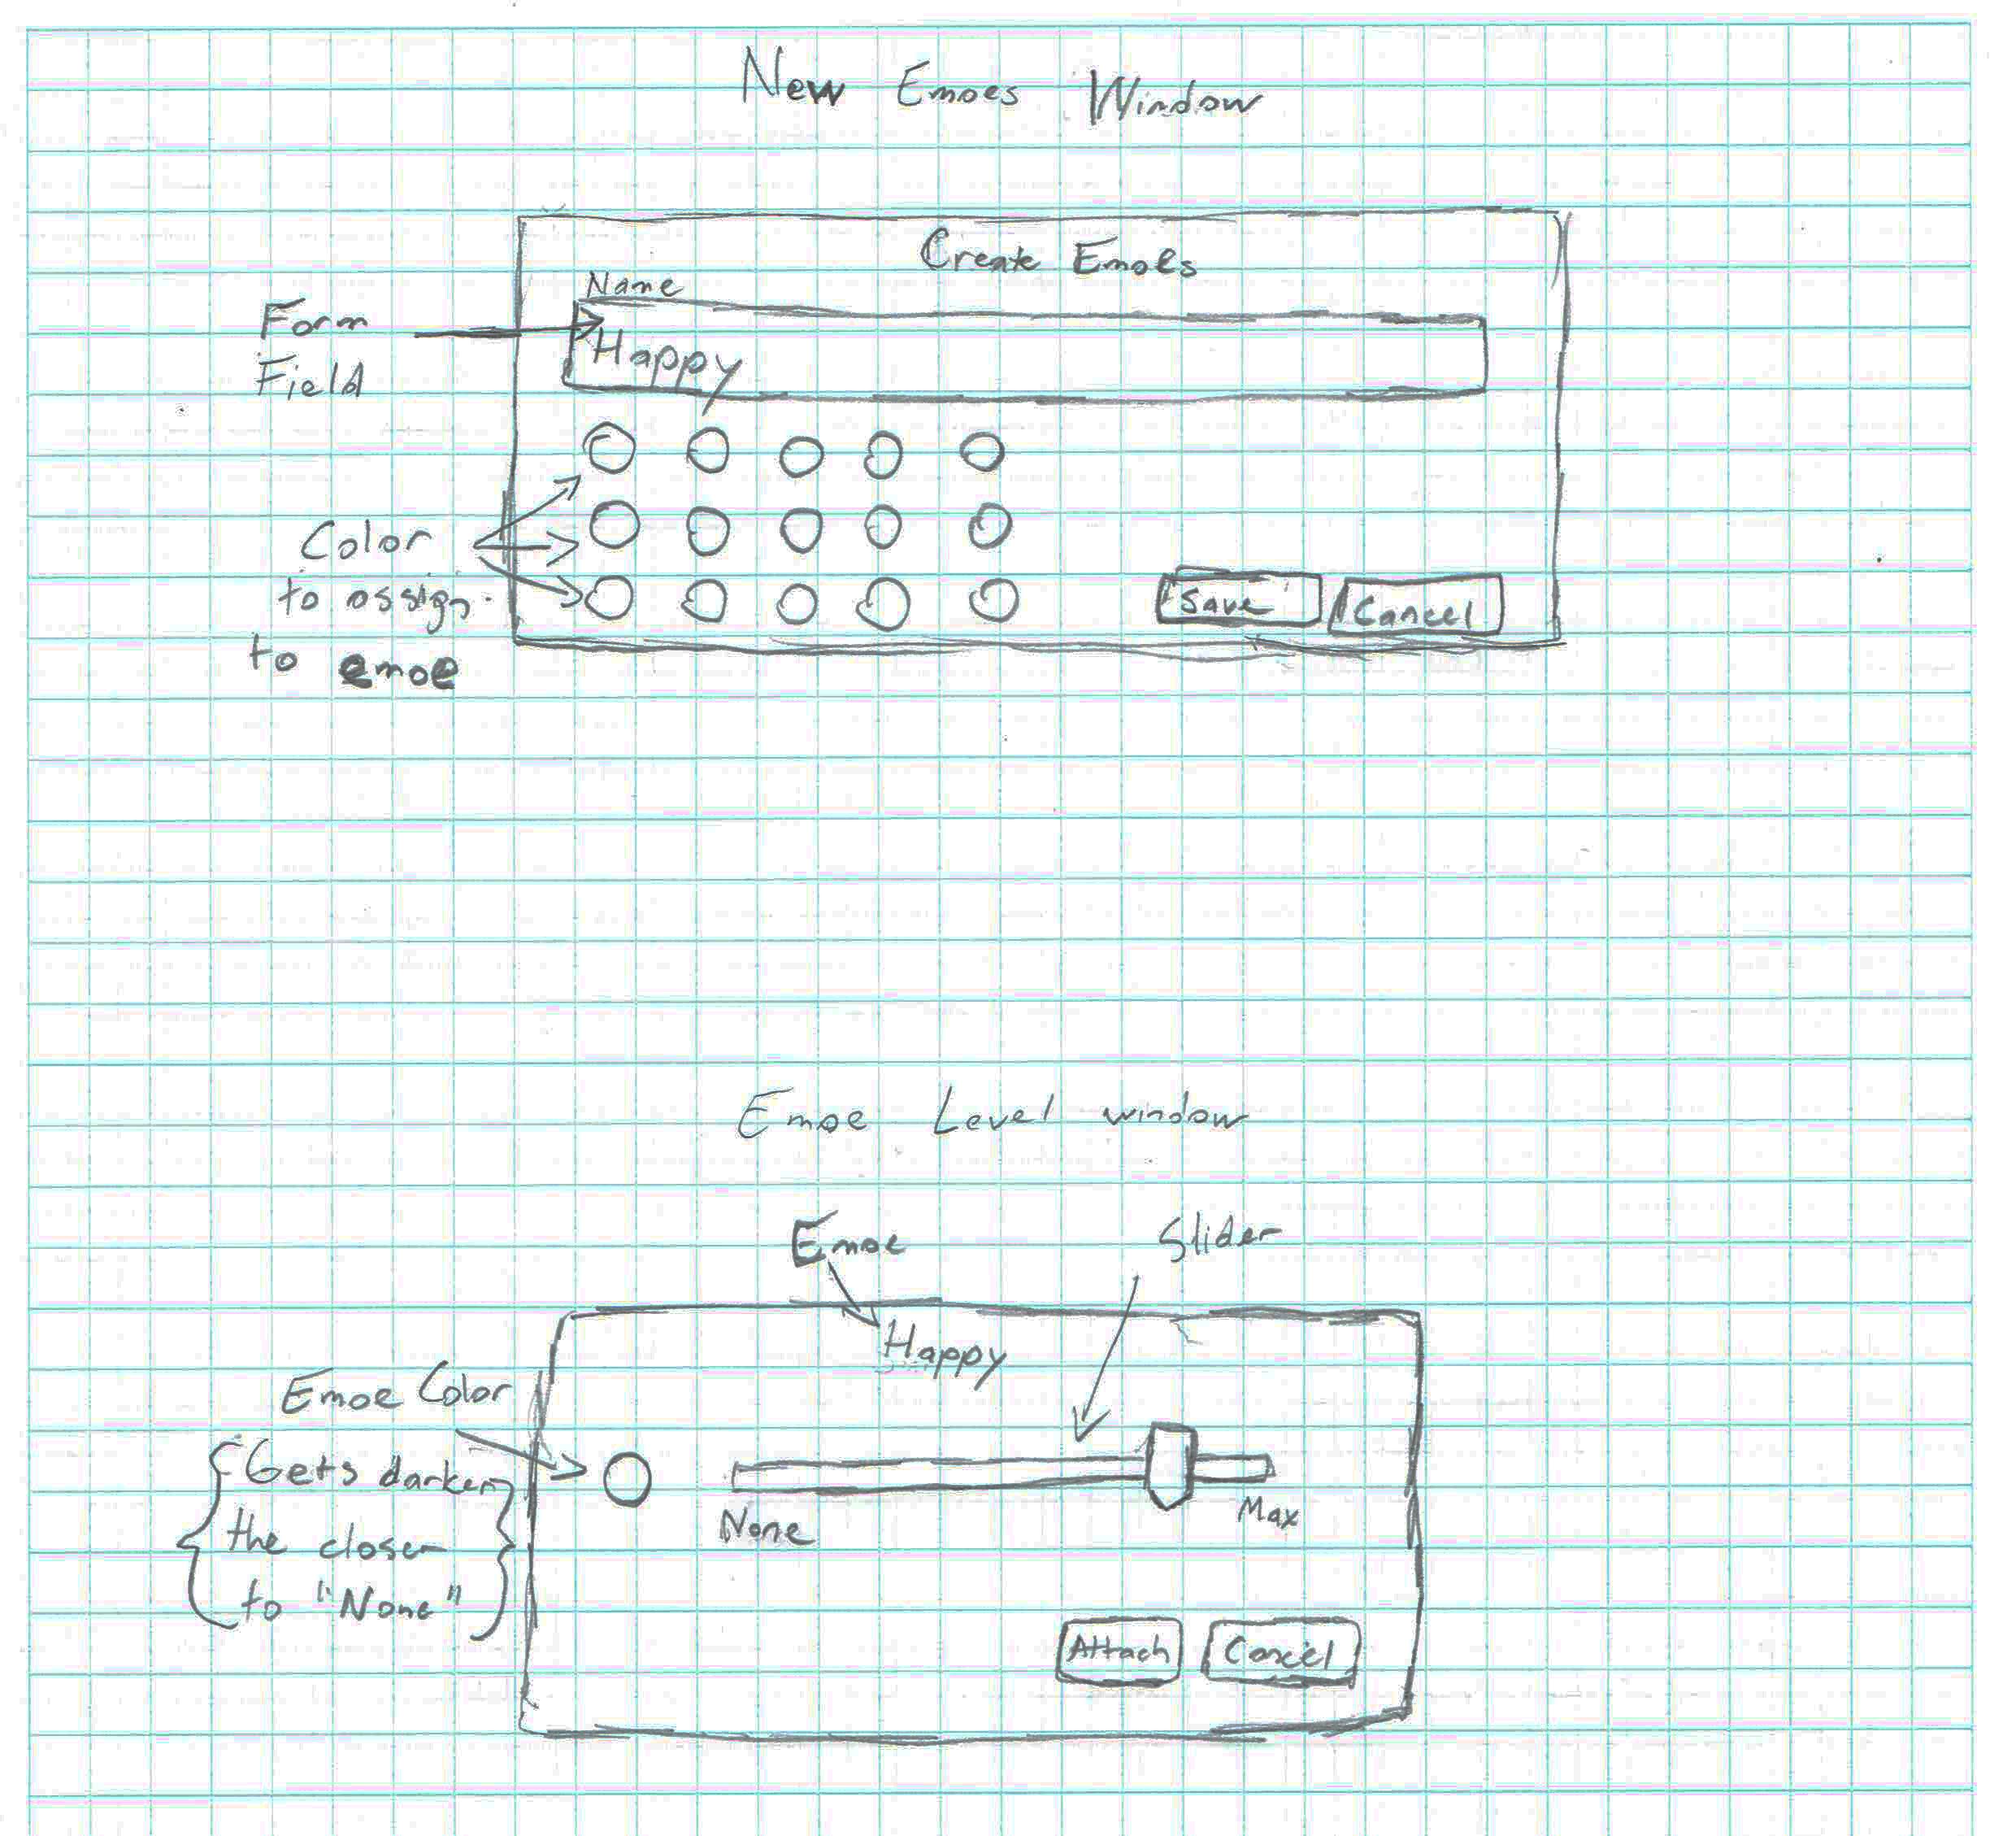 New Emoes Window
Create Emoes
Name
Form
Field
Happy
Color
to assign
to emoe
Save
Cancel
Emoe Level window
Emoe
Slider
Happy
Emoe Color
Gets darker
the closer
to "None"
None
Max
Attach
Cancel